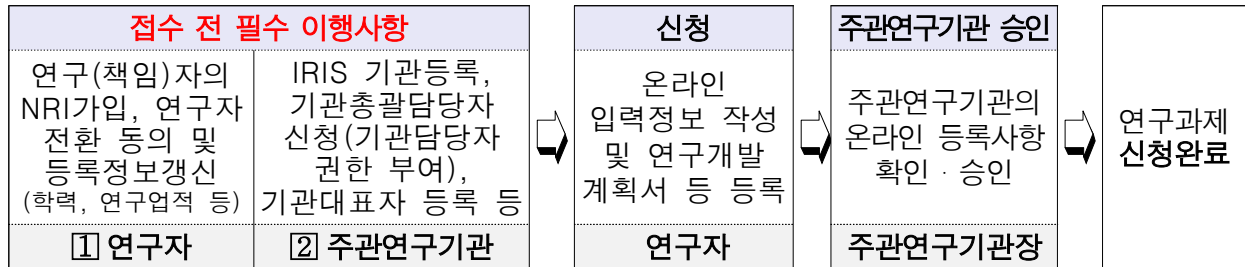 접수 전 필수 이행사항
연구(책임)자의
NRI가입, 연구자
전환 동의 및
등록정보갱신
(학력, 연구업적 등)
1 연구자
IRIS 기관등록,
기관총괄담당자
신청(기관담당자
권한 부여),
기관대표자 등록 등
2 주관연구기관
신청
온라인
입력정보 작성
및 연구개발
계획서 등 등록
연구자
주관연구기관 승인
주관연구기관의
온라인 등록사항
확인 · 승인
주관연구기관장
연구과제
신청완료